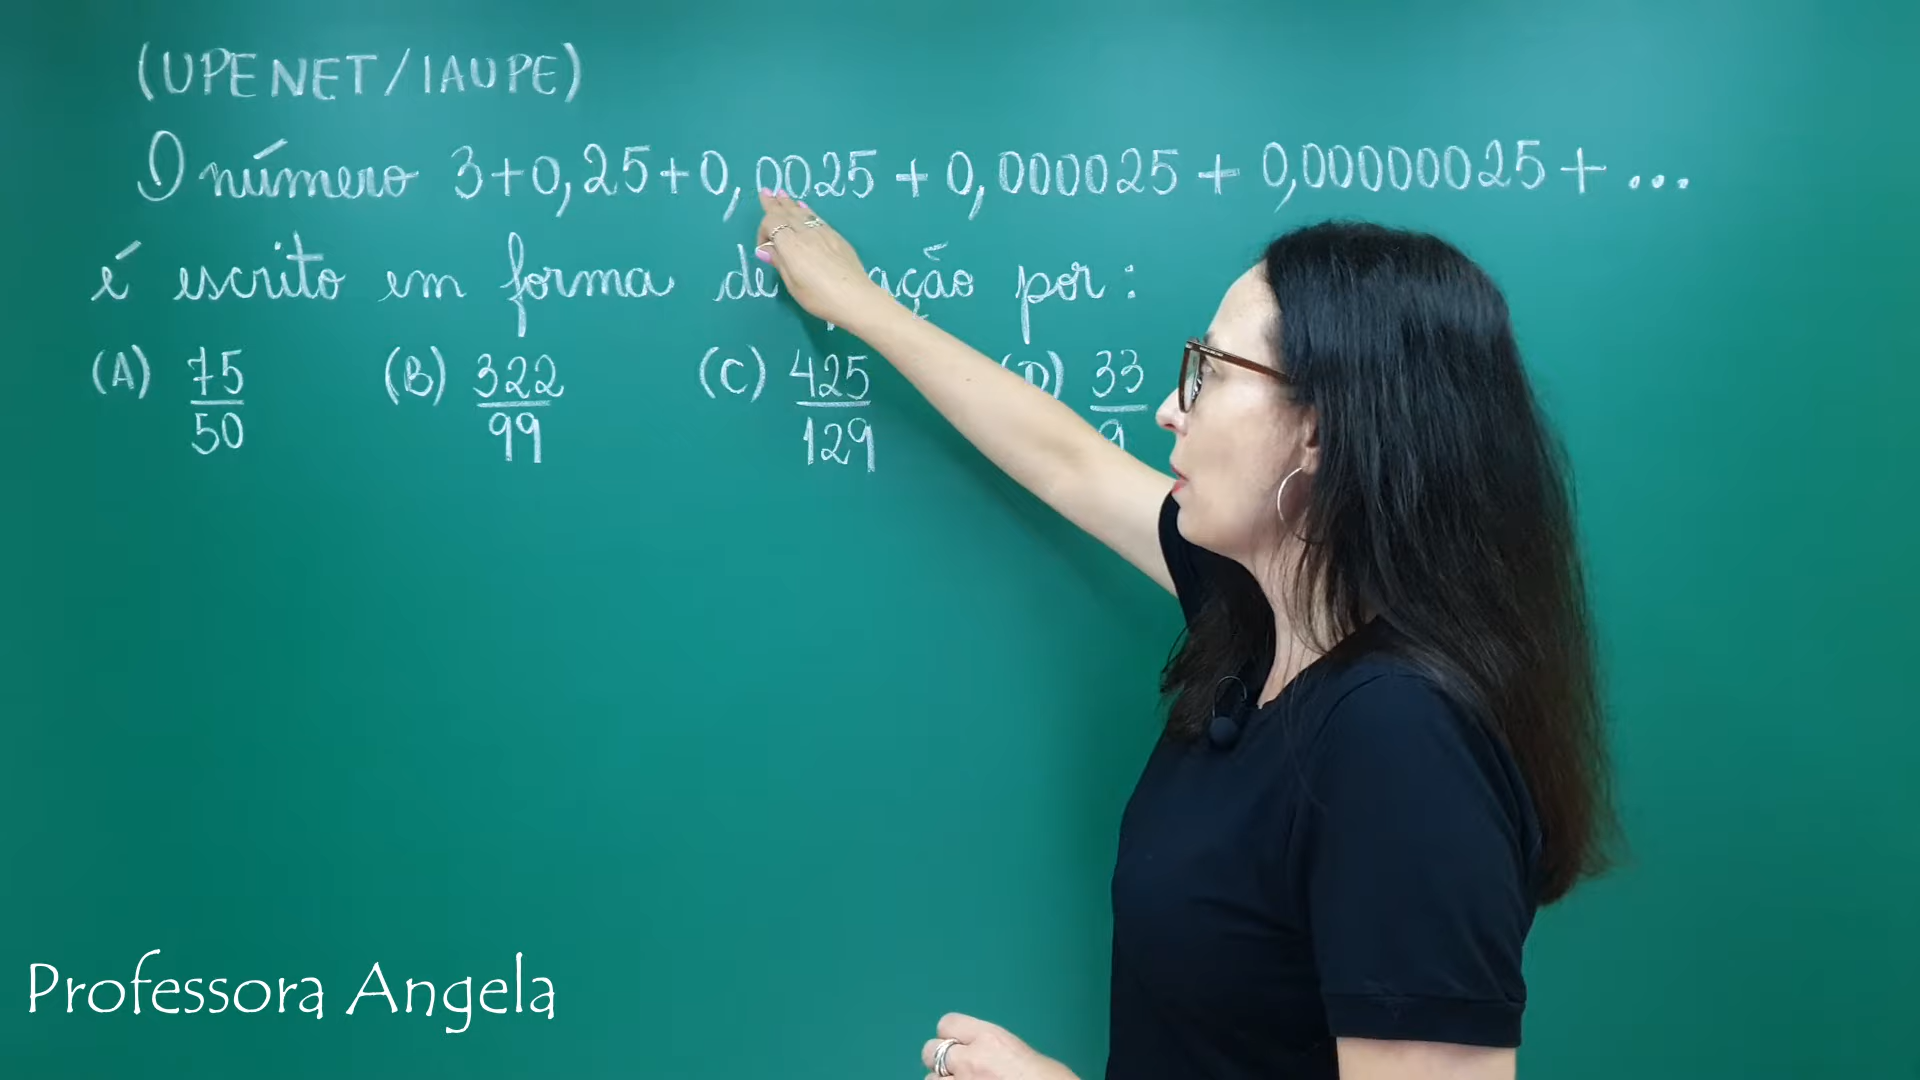 (UPENET/IAUPE)
O número 3+0,25+0,0025+0,000025+0,00000025+...
é escrito em forma de por:
(A) 75/50 (B) 322/99 (C) 425/129 (D) 33/9
Professora Angela